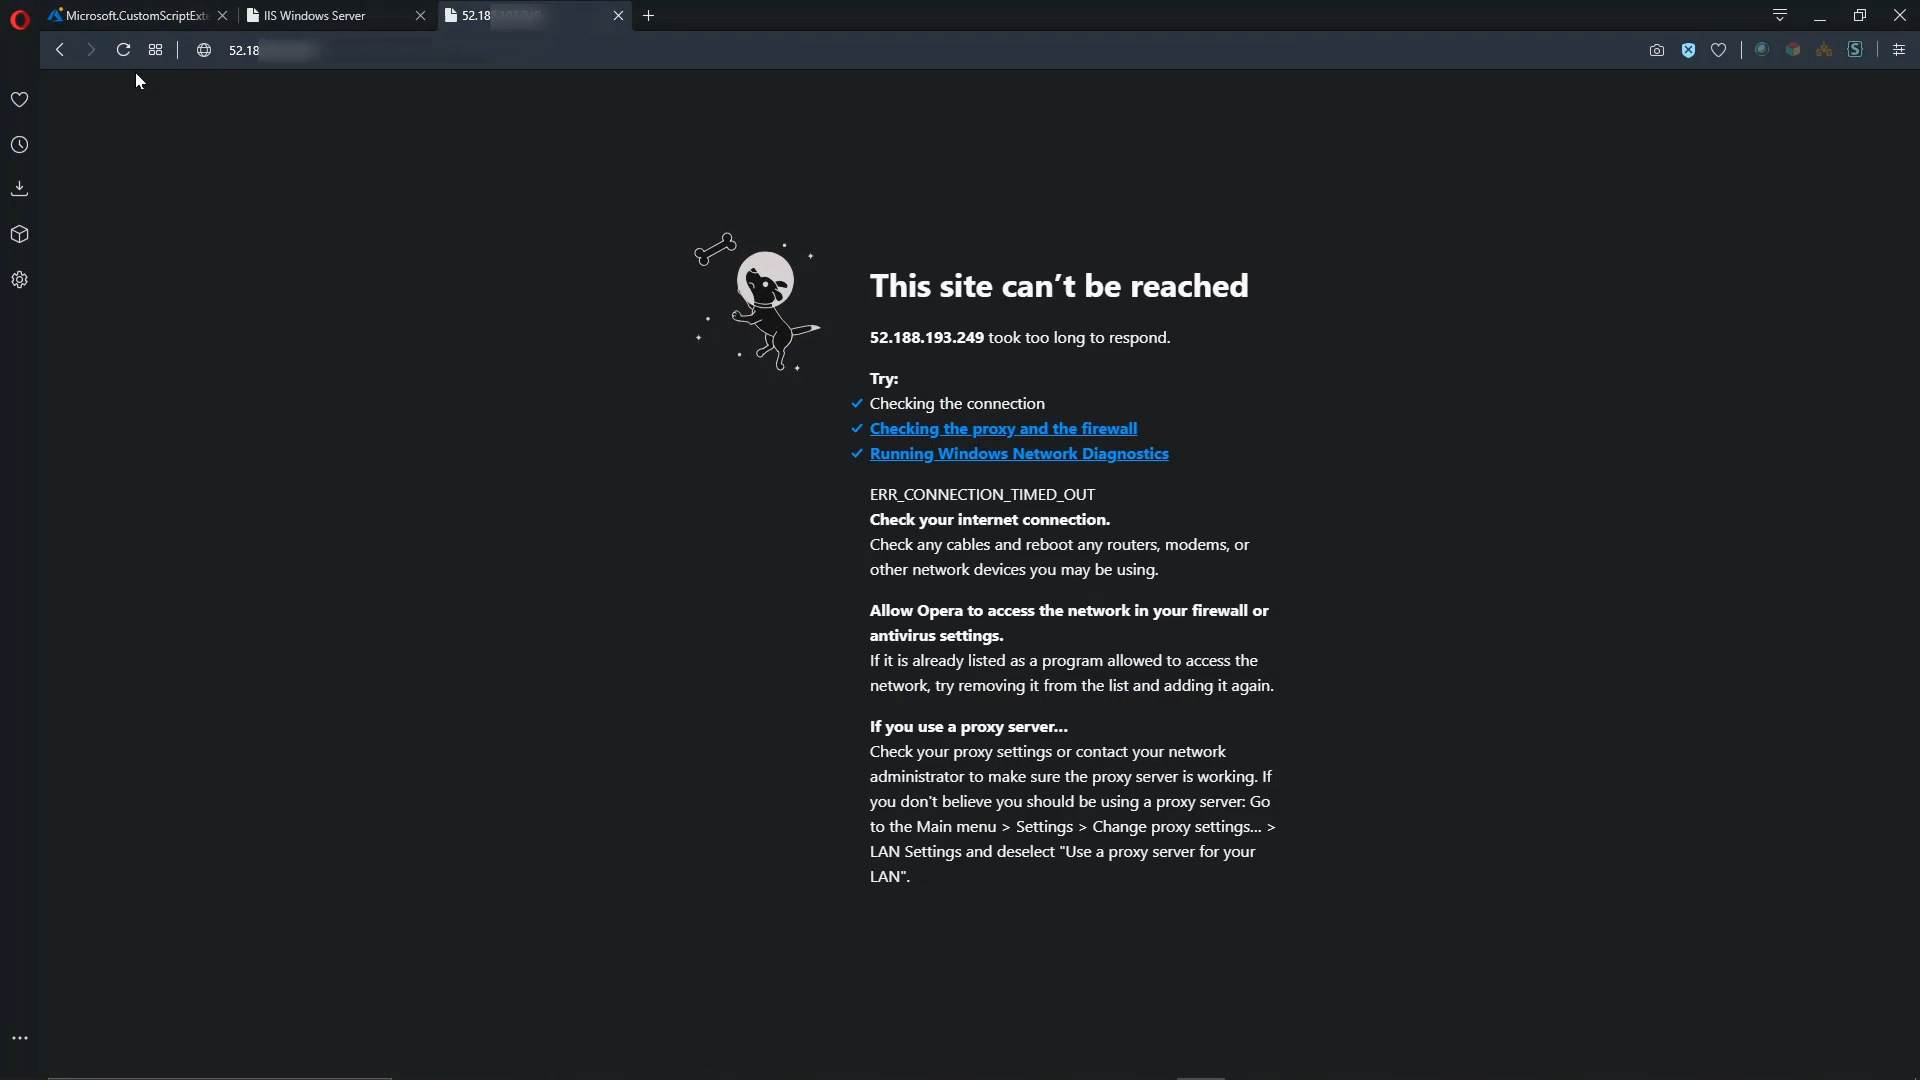 Microsoft.CustomScriptExt
IIS Windows Server
52.18
52.18
This site can't be reached
52.188.193.249 took too long to respond.
Try:
Checking the connection
Checking the proxy and the firewall
Running Windows Network Diagnostics
ERR_CONNECTION_TIMED_OUT
Check your internet connection.
Check any cables and reboot any routers, modems, or
other network devices you may be using.
Allow Opera to access the network in your firewall or
antivirus settings.
If it is already listed as a program allowed to access the
network, try removing it from the list and adding it again.
If you use a proxy server...
Check your proxy settings or contact your network
administrator to make sure the proxy server is working. If
you don't believe you should be using a proxy server: Go
to the Main menu > Settings > Change proxy settings... >
LAN Settings and deselect "Use a proxy server for your
LAN".